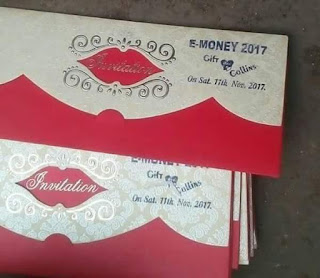 Invitation
E-MONEY 2017
Gift
Collins
On Sat. 11th. Nov. 2017.
Invitation
E-MONEY 2017
Gift
Collins
On Sat. 11th. Nov. 2017.